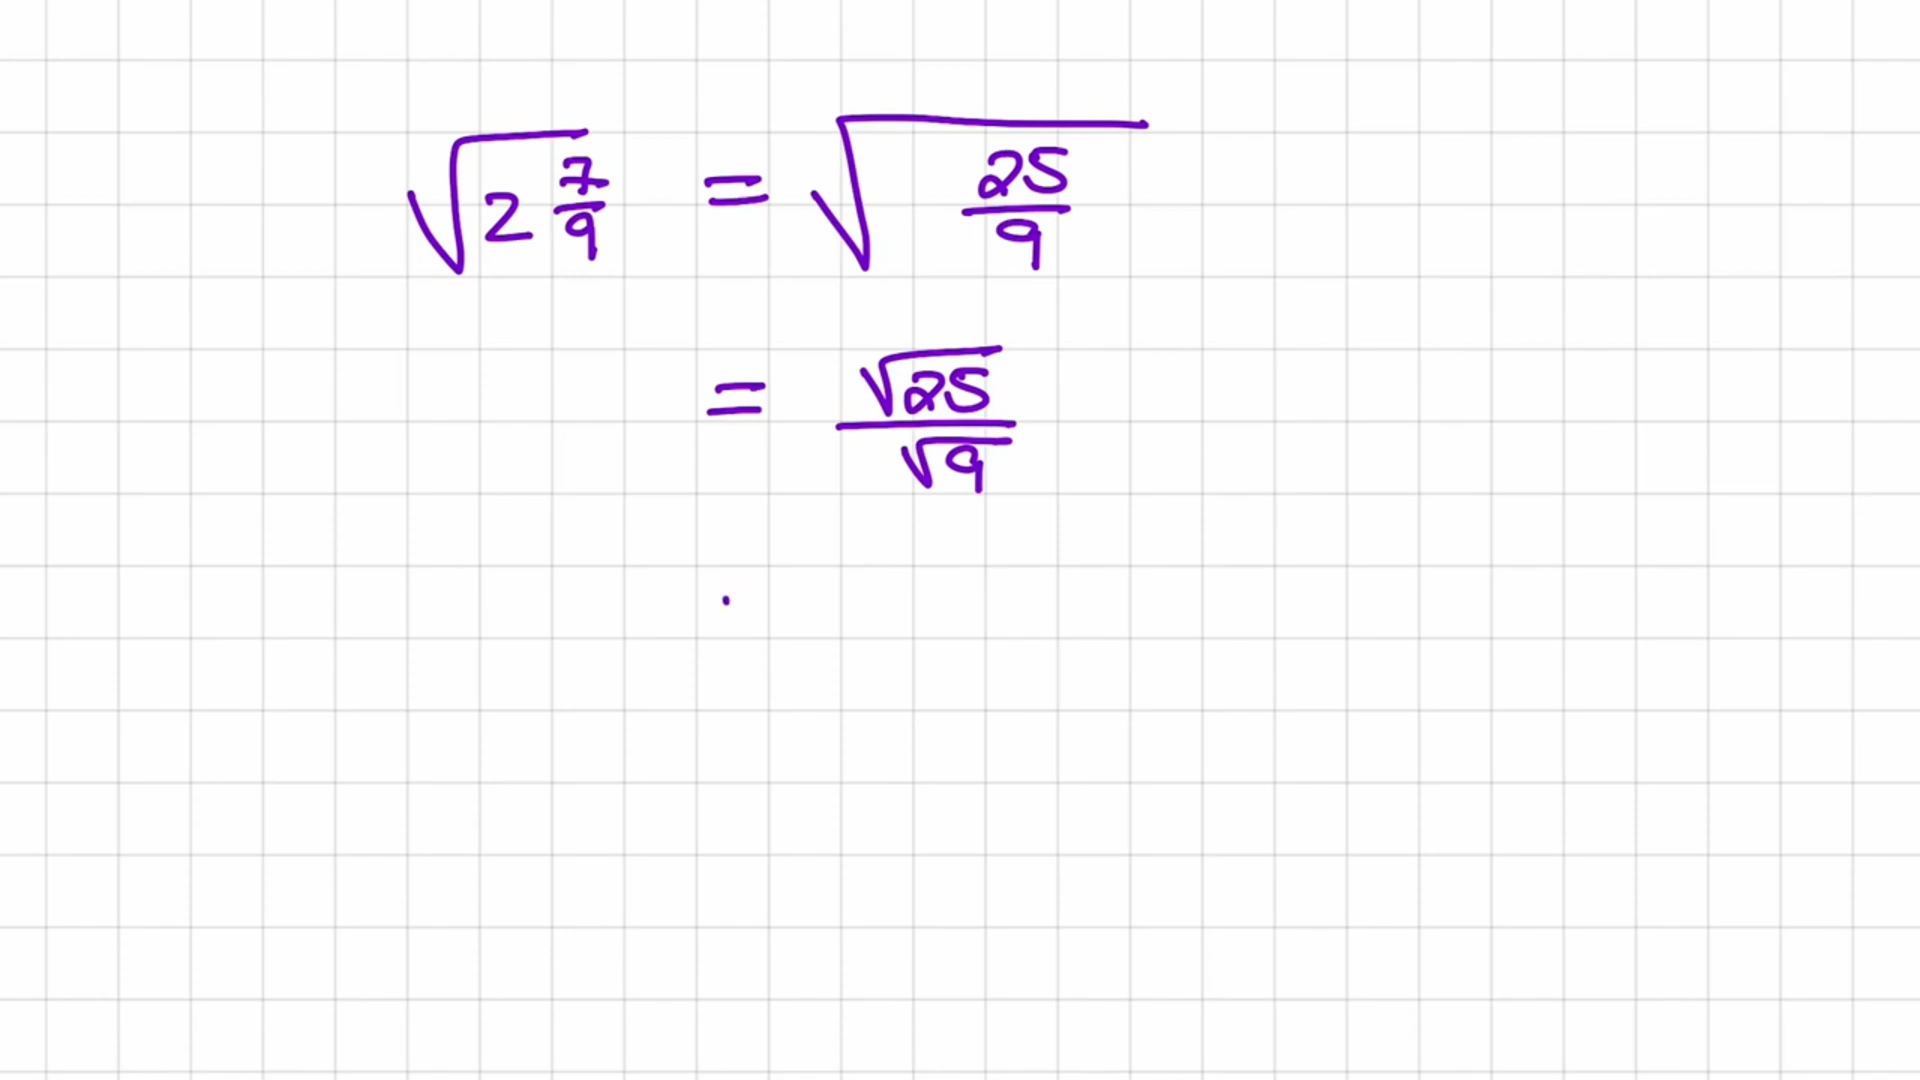 √2 7/9 = √25/9
= √25/√9